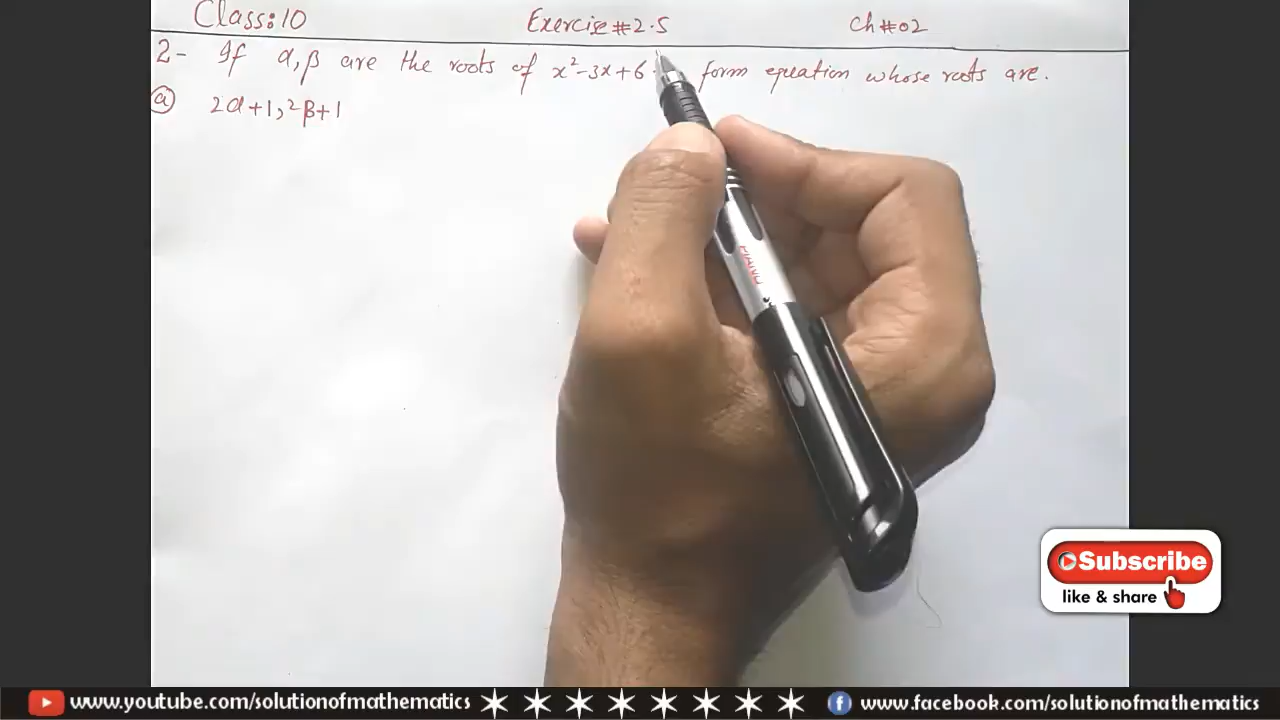 Class:10 Exercise #2.5 Ch #02
2- If α,β are the roots of x²-3x+6 form equation whose roots are.
ⓐ 2α+1,2β+1
MANU
Subscribe
like & share
www.youtube.com/solutionofmathematics
www.facebook.com/solutionofmathematics